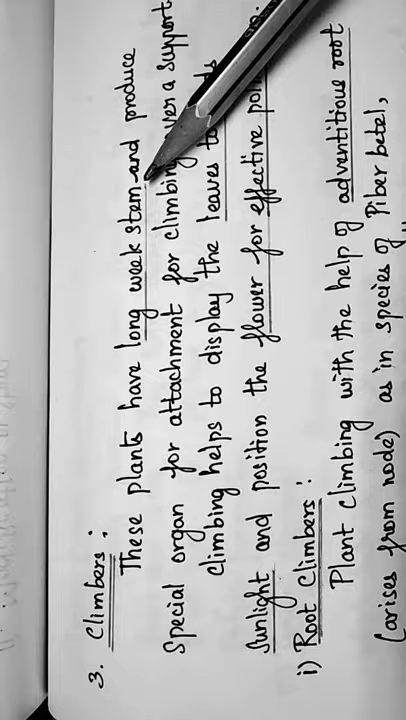 3. Climbers:
These plants have long week stem and produce
Special organ for attachment for climbing over a support
Climbing helps to display the leaves to
Sunlight and position the flower for effective
i) Root Climbers:
Plant climbing with the help of adventitious root
(arises from node) as in species of Piber betel,